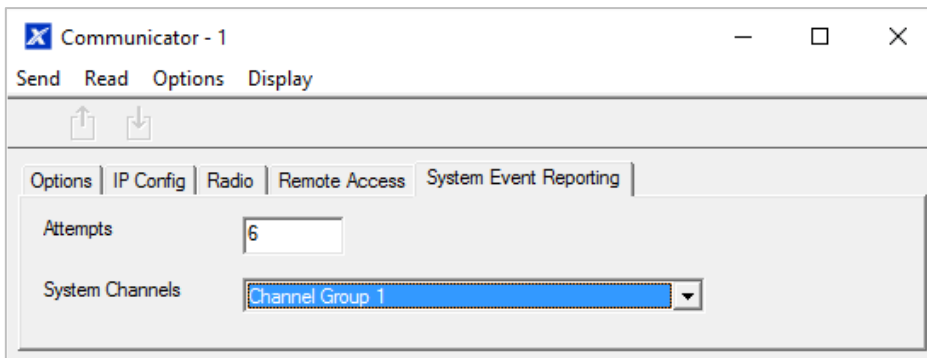 Communicator - 1
Send Read Options Display
Options IP Config Radio Remote Access System Event Reporting
Attempts 6
System Channels Channel Group 1